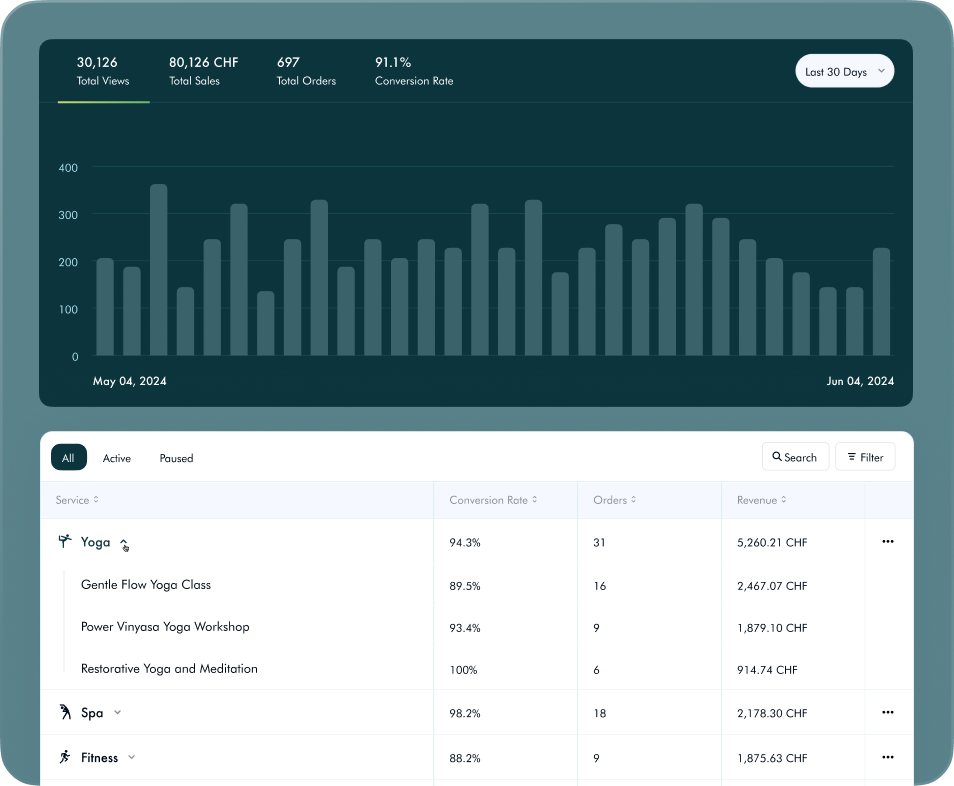 30,126 80,126 CHF 697 91.1%
Total Views Total Sales Total Orders Conversion Rate
Last 30 Days
400
300
200
100
0
May 04, 2024 Jun 04, 2024
All Active Paused Search Filter
Service Conversion Rate Orders Revenue
Yoga 94.3% 31 5,260.21 CHF
Gentle Flow Yoga Class 89.5% 16 2,467.07 CHF
Power Vinyasa Yoga Workshop 93.4% 9 1,879.10 CHF
Restorative Yoga and Meditation 100% 6 914.74 CHF
Spa 98.2% 18 2,178.30 CHF
Fitness 88.2% 9 1,875.63 CHF